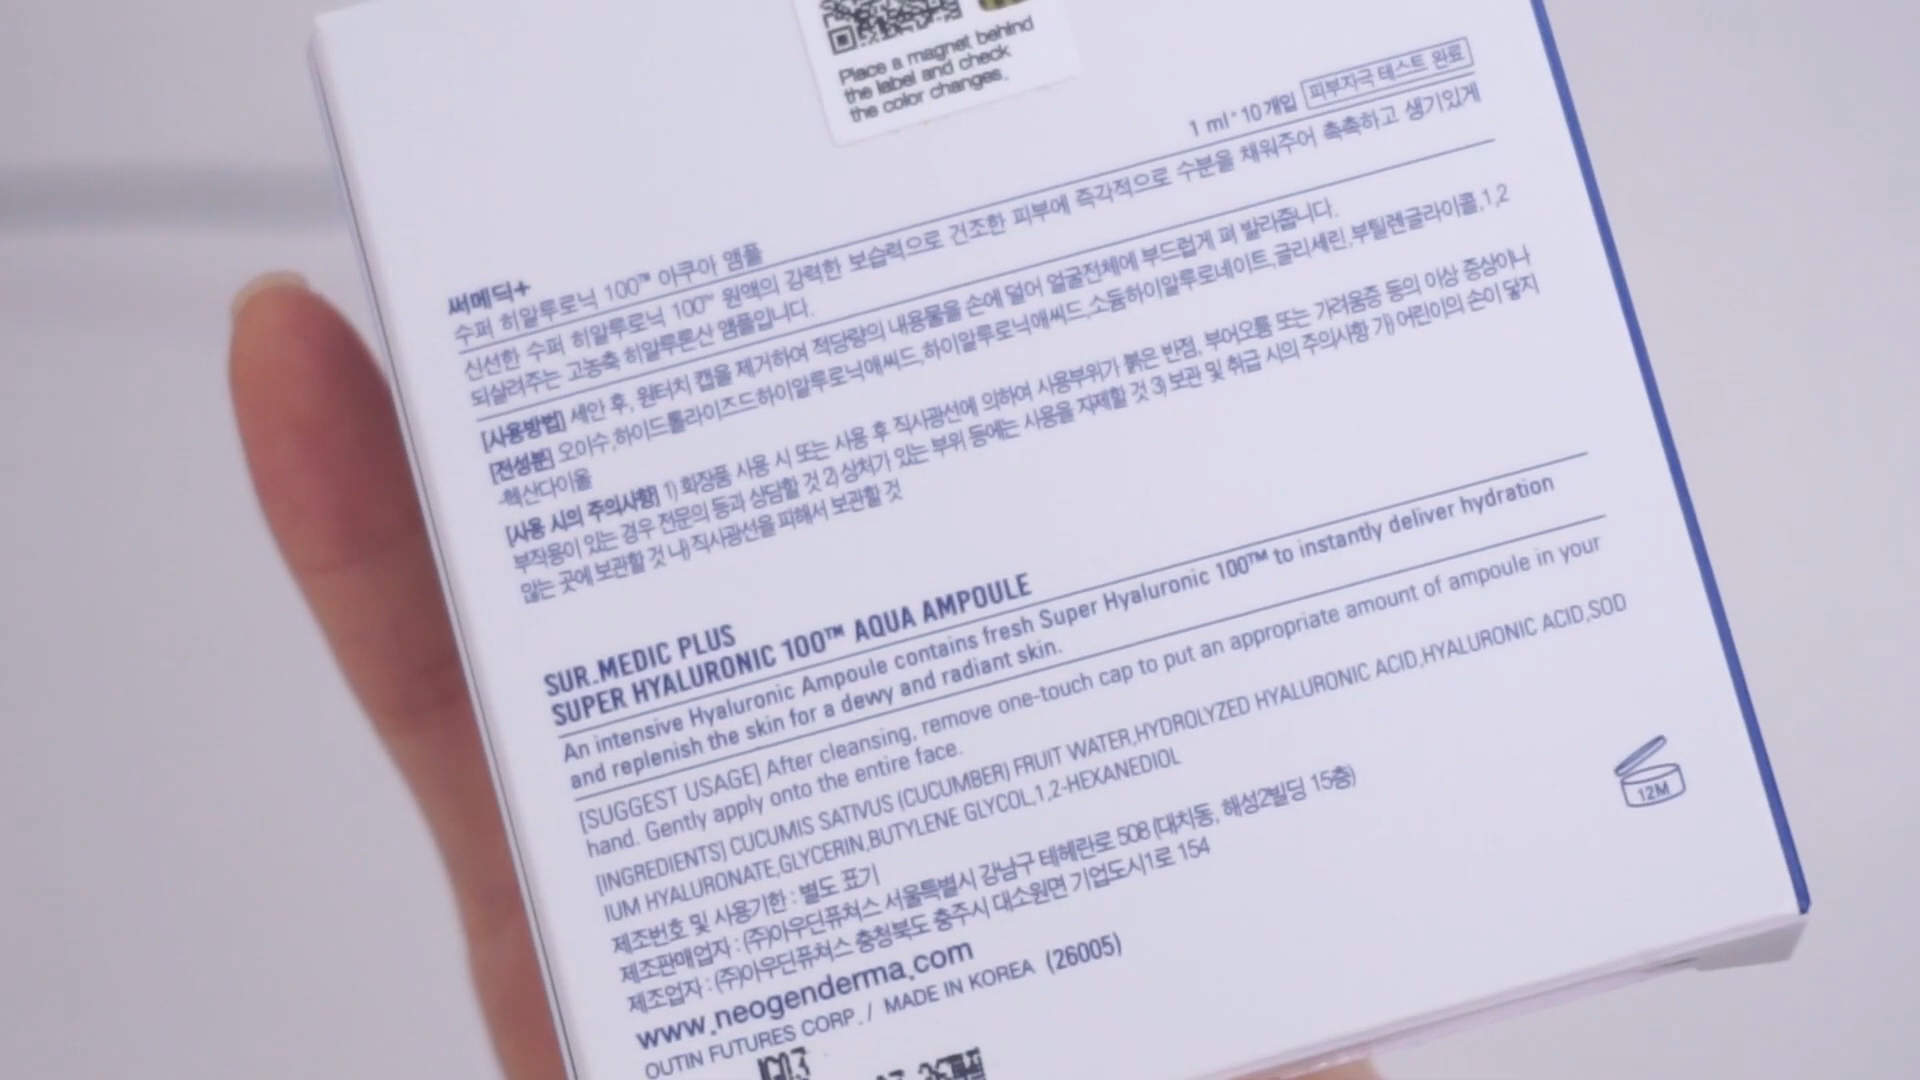 Place a magnet behind
the label and check
the color changes.
1 ml*10개입 피부자극 테스트 완료
써메딕+
수퍼 히알루로닉 100™ 아쿠아 앰플
신선한 수퍼 히알루로닉 100™ 원액의 강력한 보습력으로 건조한 피부에 즉각적으로 수분을 채워주어 촉촉하고 생기있게
되살려주는 고농축 히알루론산 앰플입니다.
[사용방법] 세안 후, 원터치 캡을 제거하여 적당량의 내용물을 손에 덜어 얼굴전체에 부드럽게 펴 발라줍니다.
[전성분] 오이수,하이드롤라이즈드하이알루로닉애씨드,하이알루로닉애씨드,소듐하이알루로네이트,글리세린,부틸렌글라이콜,1,2
-헥산다이올
[사용 시의 주의사항] 1) 화장품 사용 시 또는 사용 후 직사광선에 의하여 사용부위가 붉은 반점, 부어오름 또는 가려움증 등의 이상 증상이나
부작용이 있는 경우 전문의 등과 상담할 것 2) 상처가 있는 부위 등에는 사용을 자제할 것 3) 보관 및 취급 시의 주의사항 가) 어린이의 손이 닿지
않는 곳에 보관할 것 나) 직사광선을 피해서 보관할 것
SUR.MEDIC PLUS
SUPER HYALURONIC 100™ AQUA AMPOULE
An intensive Hyaluronic Ampoule contains fresh Super Hyaluronic 100™ to instantly deliver hydration
and replenish the skin for a dewy and radiant skin.
[SUGGEST USAGE] After cleansing, remove one-touch cap to put an appropriate amount of ampoule in your
hand. Gently apply onto the entire face.
[INGREDIENTS] CUCUMIS SATIVUS (CUCUMBER) FRUIT WATER,HYDROLYZED HYALURONIC ACID,HYALURONIC ACID,SOD
IUM HYALURONATE,GLYCERIN,BUTYLENE GLYCOL,1,2-HEXANEDIOL
12M
제조번호 및 사용기한 : 별도 표기
제조판매업자 : (주)아우딘퓨쳐스 서울특별시 강남구 테헤란로 508 (대치동, 해성2빌딩 15층)
제조업자 : (주)아우딘퓨쳐스 충청북도 충주시 대소원면 기업도시1로 154
www.neogenderma.com
OUTIN FUTURES CORP. / MADE IN KOREA (26005)